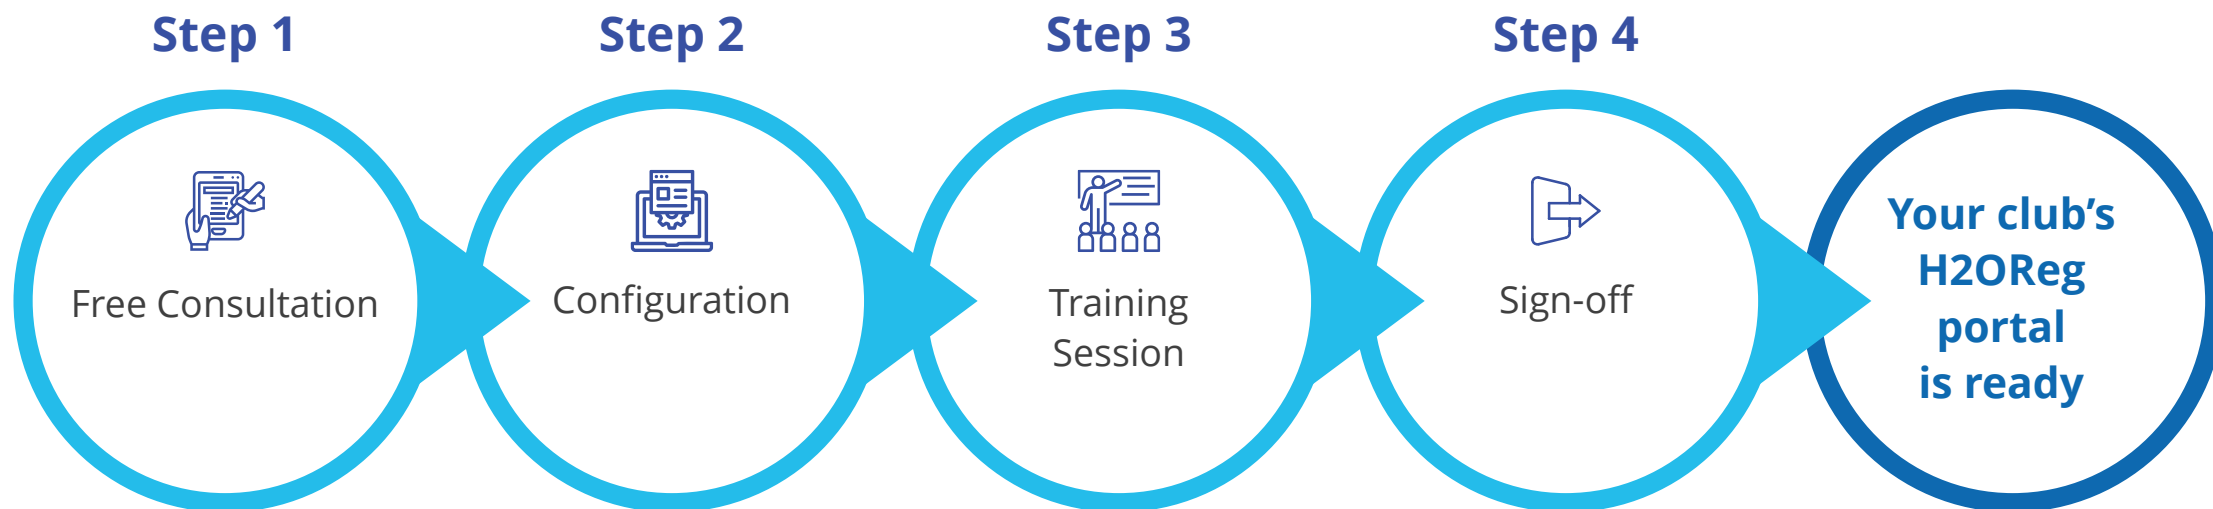 Step 1
Free Consultation
Step 2
Configuration
Step 3
Training
Session
Step 4
Sign-off
Your club’s
H2OReg
portal
is ready